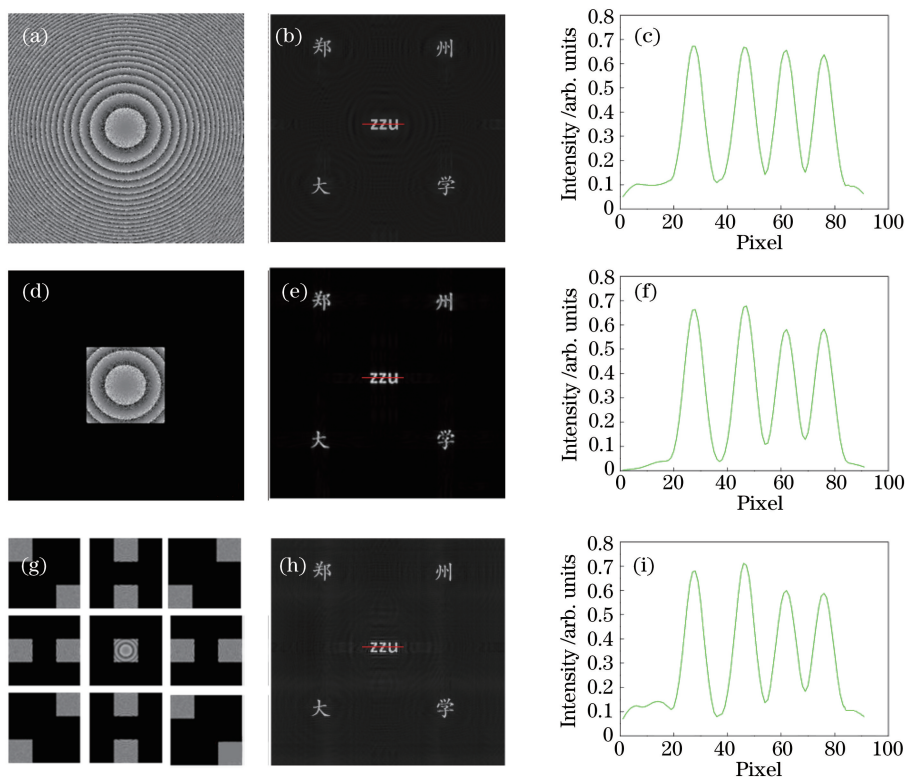 (a)
(b)
郑 州
zzu
大 学
(c)
Intensity /arb. units
0.8
0.7
0.6
0.5
0.4
0.3
0.2
0.1
0
0 20 40 60 80 100
Pixel
(d)
(e)
郑 州
zzu
大 学
(f)
Intensity /arb. units
0.8
0.7
0.6
0.5
0.4
0.3
0.2
0.1
0
0 20 40 60 80 100
Pixel
(g)
(h)
郑 州
zzu
大 学
(i)
Intensity /arb. units
0.8
0.7
0.6
0.5
0.4
0.3
0.2
0.1
0
0 20 40 60 80 100
Pixel